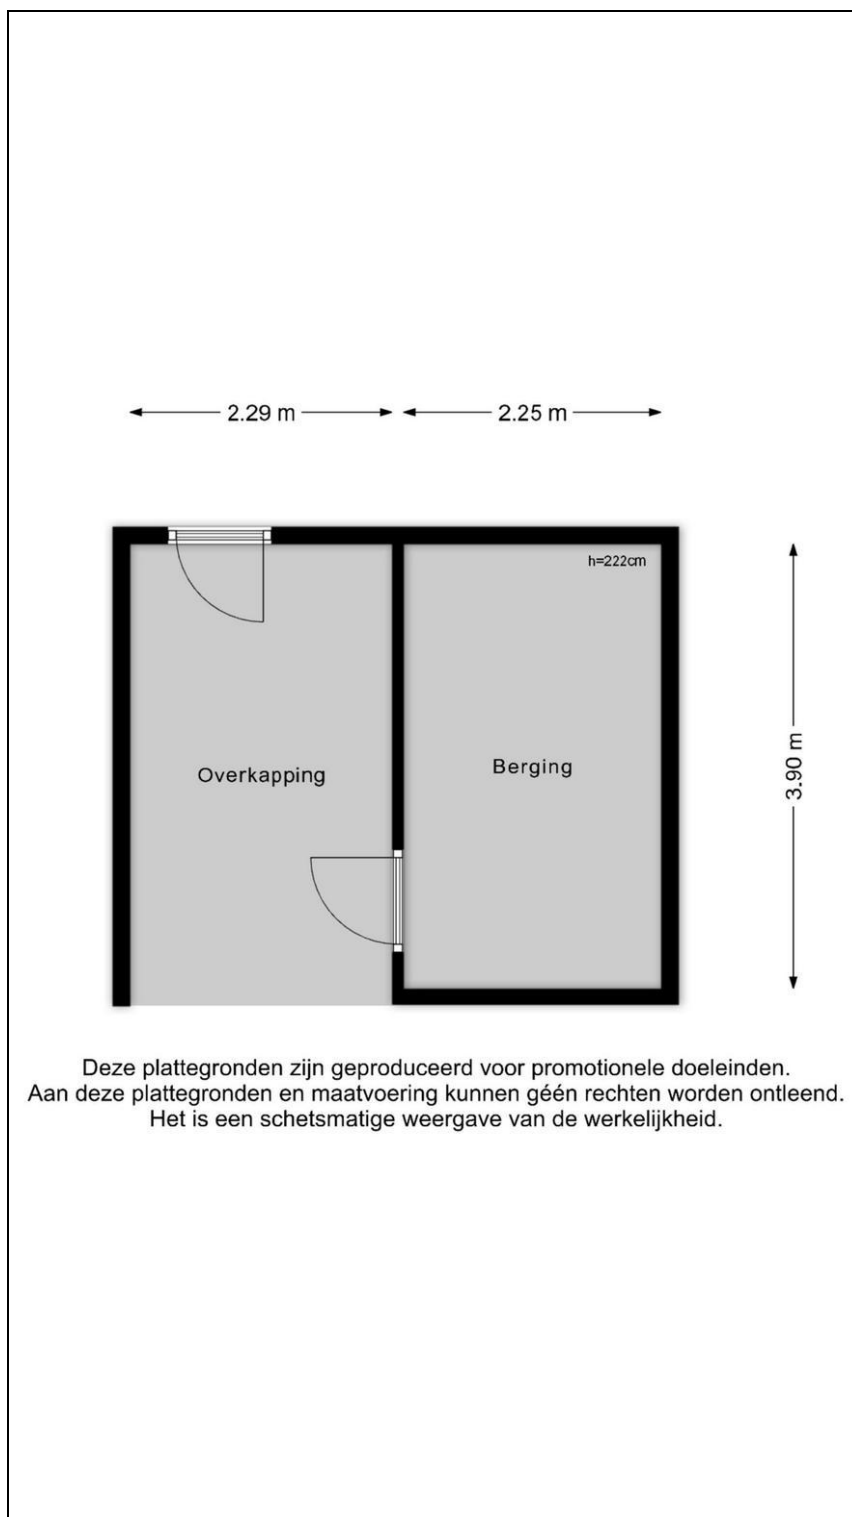 2.29 m
2.25 m
h=222cm
Overkapping
Berging
3.90 m
Deze plattegronden zijn geproduceerd voor promotionele doeleinden.
Aan deze plattegronden en maatvoering kunnen géén rechten worden ontleend.
Het is een schetsmatige weergave van de werkelijkheid.